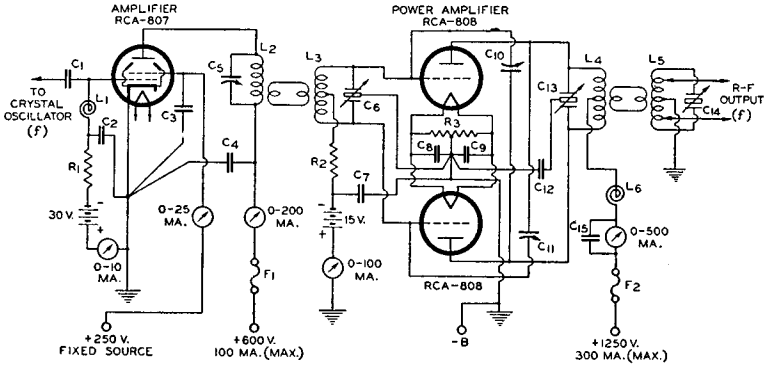 AMPLIFIER
RCA-807
POWER AMPLIFIER
RCA-808
C1
TO
CRYSTAL
OSCILLATOR
(f)
L1
C2
R1
30 V.
- +
0-10
MA.
C3
C4
C5
L2
0-25
MA.
0-200
MA.
F1
+250 V.
FIXED SOURCE
+600 V.
100 MA.(MAX.)
L3
C6
R2
C7
15 V.
- +
0-100
MA.
R3
C8
C9
C10
C11
C12
RCA-808
-B
C13
L4
L5
C14
R-F
OUTPUT
(f)
L6
C15
0-500
MA.
F2
+1250 V.
300 MA.(MAX.)